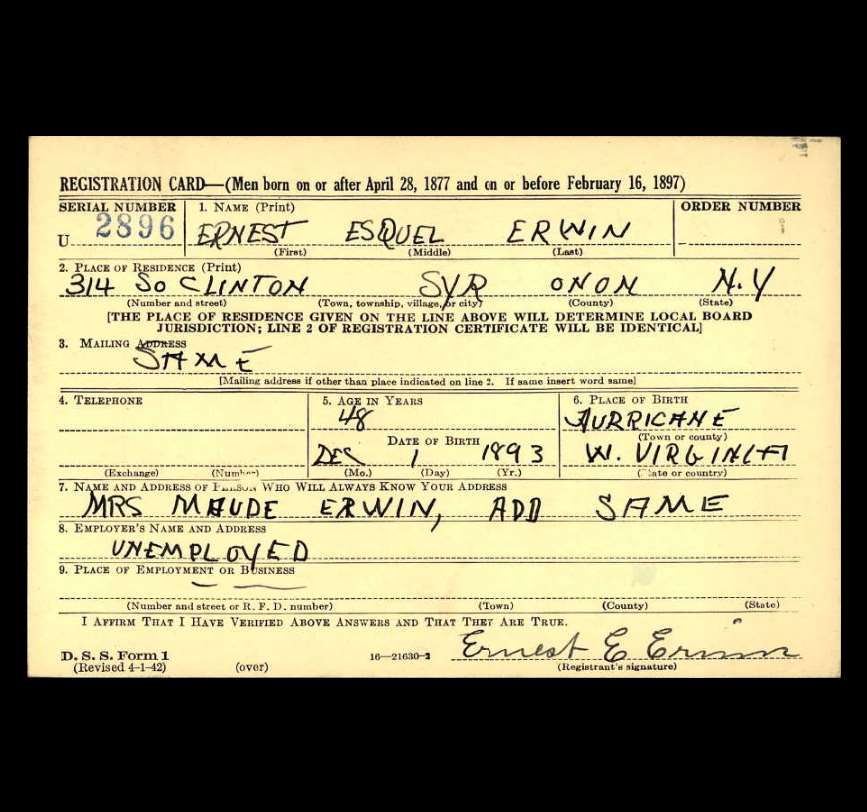 REGISTRATION CARD—(Men born on or after April 28, 1877 and on or before February 16, 1897)
SERIAL NUMBER 1. NAME (Print) ORDER NUMBER
U 2896 ERNEST ESQUEL ERWIN
(First) (Middle) (Last)
2. PLACE OF RESIDENCE (Print)
314 SO CLINTON SYR ONON N.Y
(Number and street) (Town, township, village, or city) (County) (State)
[THE PLACE OF RESIDENCE GIVEN ON THE LINE ABOVE WILL DETERMINE LOCAL BOARD
JURISDICTION; LINE 2 OF REGISTRATION CERTIFICATE WILL BE IDENTICAL]
3. MAILING ADDRESS
SAME
[Mailing address if other than place indicated on line 2. If same insert word same]
4. TELEPHONE 5. AGE IN YEARS 6. PLACE OF BIRTH
48 HURRICANE
(Town or county)
DATE OF BIRTH
DEC 1 1893 W. VIRGINIA
(Exchange) (Number) (Mo.) (Day) (Yr.) (State or country)
7. NAME AND ADDRESS OF PERSON WHO WILL ALWAYS KNOW YOUR ADDRESS
MRS MAUDE ERWIN, ADD SAME
8. EMPLOYER'S NAME AND ADDRESS
UNEMPLOYED
9. PLACE OF EMPLOYMENT OR BUSINESS
(Number and street or R. F. D. number) (Town) (County) (State)
I AFFIRM THAT I HAVE VERIFIED ABOVE ANSWERS AND THAT THEY ARE TRUE.
D. S. S. Form 1
(Revised 4-1-42) (over) 16—21630-2 Ernest E Erwin
(Registrant's signature)